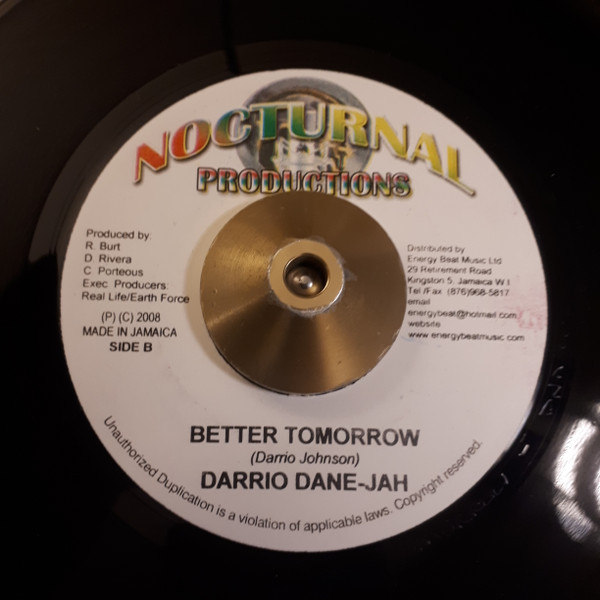 NOCTURNAL
PRODUCTIONS
Produced by:
R. Burt
D. Rivera
C. Porteous
Exec. Producers:
Real Life/Earth Force
(P) (C) 2008
MADE IN JAMAICA
SIDE B
Distributed by
Energy Beat Music Ltd
29 Retirement Road
Kingston 5, Jamaica W.I.
Tel /Fax (876)968-5817
email
energybeat@hotmail.com
website
www.energybeatmusic.com
BETTER TOMORROW
(Darrio Johnson)
DARRIO DANE-JAH
Unauthorized Duplication is a violation of applicable laws. Copyright reserved.